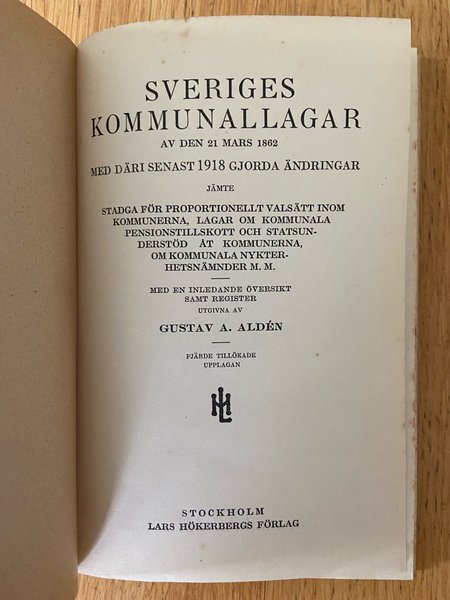 SVERIGES
KOMMUNALLAGAR
AV DEN 21 MARS 1862
MED DÄRI SENAST 1918 GJORDA ÄNDRINGAR
JÄMTE
STADGA FÖR PROPORTIONELLT VALSÄTT INOM
KOMMUNERNA, LAGAR OM KOMMUNALA
PENSIONSTILLSKOTT OCH STATSUN-
DERSTÖD ÅT KOMMUNERNA,
OM KOMMUNALA NYKTER-
HETSNÄMNDER M. M.
MED EN INLEDANDE ÖVERSIKT
SAMT REGISTER
UTGIVNA AV
GUSTAV A. ALDÉN
FJÄRDE TILLÖKADE
UPPLAGAN
LH
STOCKHOLM
LARS HÖKERBERGS FÖRLAG